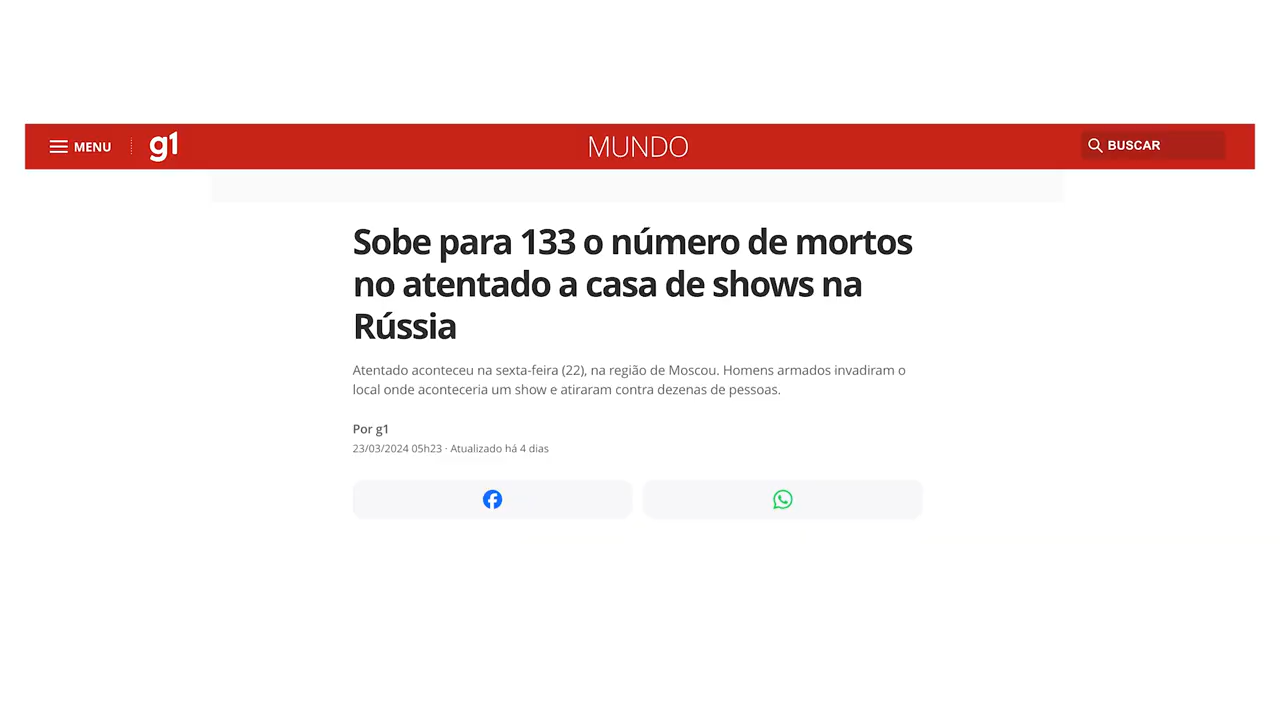 MENU
g1
MUNDO
BUSCAR
Sobe para 133 o número de mortos
no atentado a casa de shows na
Rússia
Atentado aconteceu na sexta-feira (22), na região de Moscou. Homens armados invadiram o
local onde aconteceria um show e atiraram contra dezenas de pessoas.
Por g1
23/03/2024 05h23 · Atualizado há 4 dias